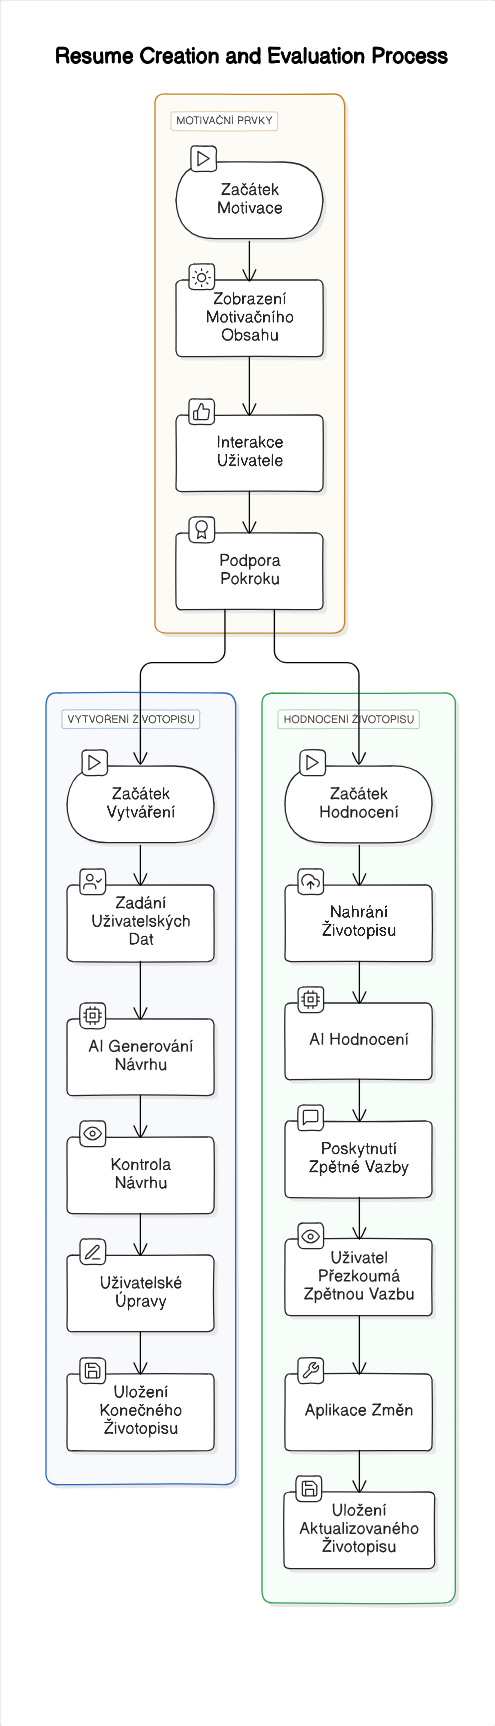 Resume Creation and Evaluation Process
MOTIVAČNÍ PRVKY
Začátek
Motivace
Zobrazení
Motivačního
Obsahu
Interakce
Uživatele
Podpora
Pokroku
VYTVOŘENÍ ŽIVOTOPISU
Začátek
Vytváření
Zadání
Uživatelských
Dat
AI Generování
Návrhu
Kontrola
Návrhu
Uživatelské
Úpravy
Uložení
Konečného
Životopisu
HODNOCENÍ ŽIVOTOPISU
Začátek
Hodnocení
Nahrání
Životopisu
AI Hodnocení
Poskytnutí
Zpětné Vazby
Uživatel
Přezkoumá
Zpětnou Vazbu
Aplikace Změn
Uložení
Aktualizovaného
Životopisu